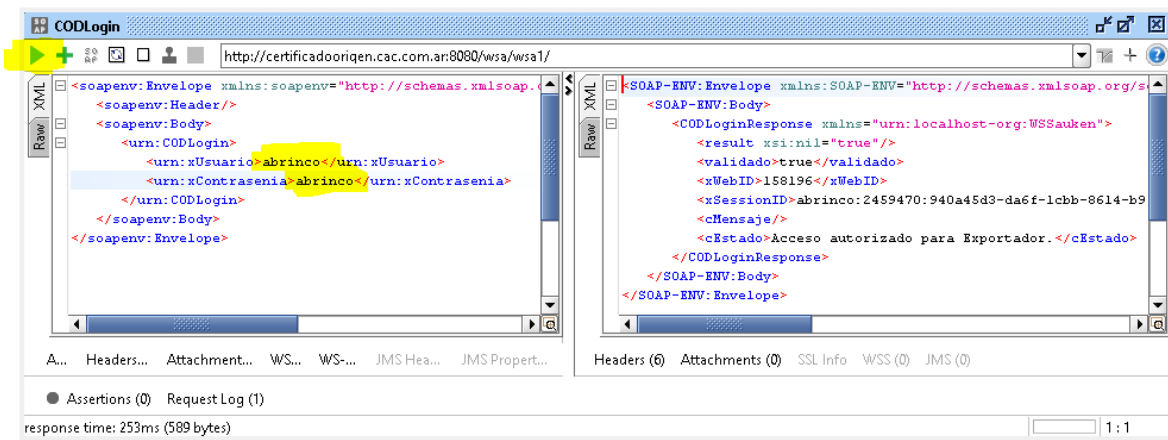 CODLogin
http://certificadoorigen.cac.com.ar:8080/wsa/wsa1/
XML
Raw
<soapenv:Envelope xmlns:soapenv="http://schemas.xmlsoap.
<soapenv:Header/>
<soapenv:Body>
<urn:CODLogin>
<urn:xUsuario>abrinco</urn:xUsuario>
<urn:xContrasenia>abrinco</urn:xContrasenia>
</urn:CODLogin>
</soapenv:Body>
</soapenv:Envelope>
XML
Raw
<SOAP-ENV:Envelope xmlns:SOAP-ENV="http://schemas.xmlsoap.org/s
<SOAP-ENV:Body>
<CODLoginResponse xmlns="urn:localhost-org:WSSauken">
<result xsi:nil="true"/>
<validado>true</validado>
<xWebID>158196</xWebID>
<xSessionID>abrinco:2459470:940a45d3-da6f-1cbb-8614-b9
<cMensaje/>
<cEstado>Acceso autorizado para Exportador.</cEstado>
</CODLoginResponse>
</SOAP-ENV:Body>
</SOAP-ENV:Envelope>
A... Headers... Attachment... WS... WS-... JMS Hea... JMS Propert...
Headers (6) Attachments (0) SSL Info WSS (0) JMS (0)
Assertions (0) Request Log (1)
response time: 253ms (589 bytes)
1 : 1